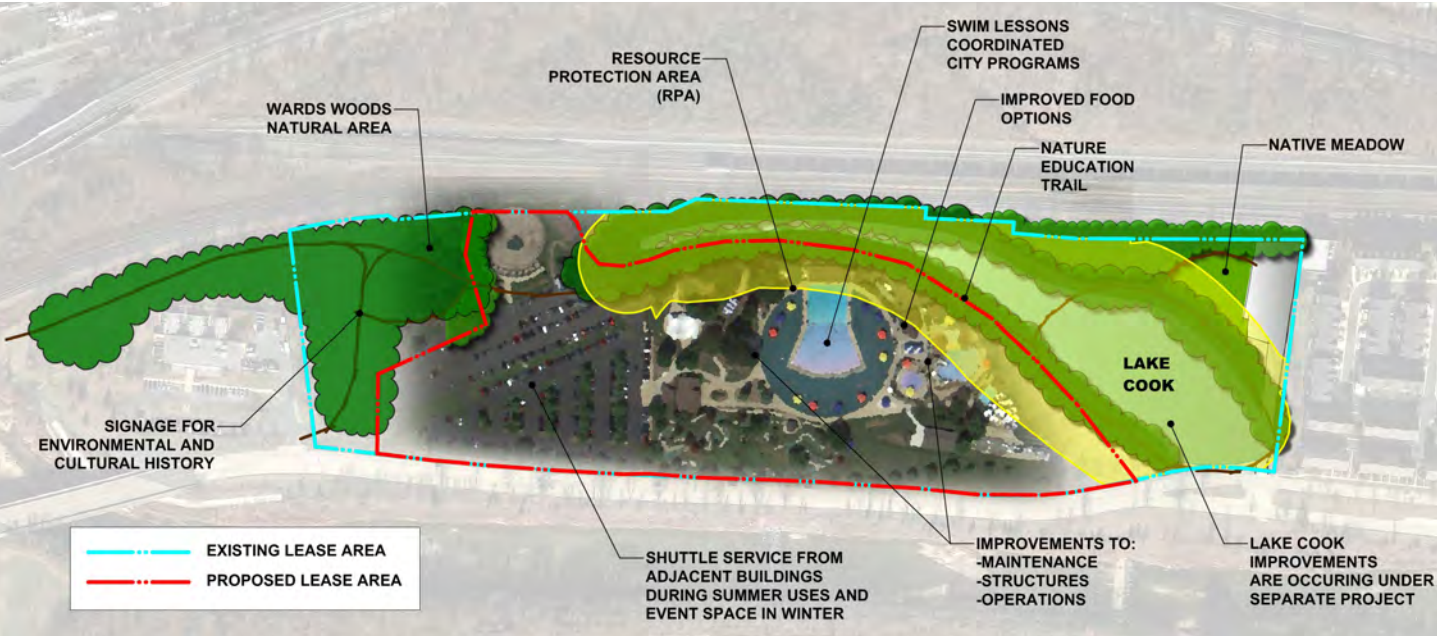 SWIM LESSONS
COORDINATED
CITY PROGRAMS
RESOURCE
PROTECTION AREA
(RPA)
WARDS WOODS
NATURAL AREA
IMPROVED FOOD
OPTIONS
NATURE
EDUCATION
TRAIL
NATIVE MEADOW
LAKE
COOK
SIGNAGE FOR
ENVIRONMENTAL AND
CULTURAL HISTORY
EXISTING LEASE AREA
PROPOSED LEASE AREA
SHUTTLE SERVICE FROM
ADJACENT BUILDINGS
DURING SUMMER USES AND
EVENT SPACE IN WINTER
IMPROVEMENTS TO:
-MAINTENANCE
-STRUCTURES
-OPERATIONS
LAKE COOK
IMPROVEMENTS
ARE OCCURING UNDER
SEPARATE PROJECT